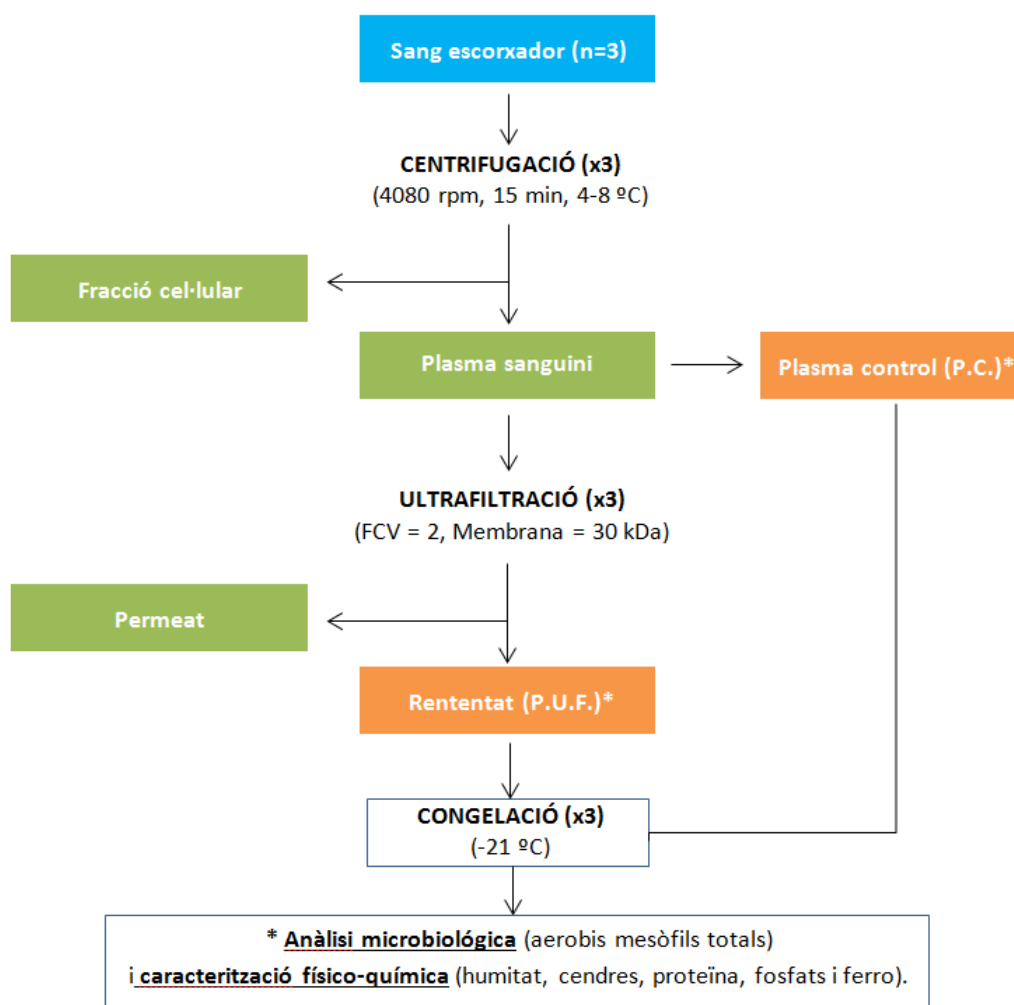 Sang escorxador (n=3)
CENTRIFUGACIÓ (x3)
(4080 rpm, 15 min, 4-8 ºC)
Fracció cel·lular
Plasma sanguini
Plasma control (P.C.)*
ULTRAFILTRACIÓ (x3)
(FCV = 2, Membrana = 30 kDa)
Permeat
Rententat (P.U.F.)*
CONGELACIÓ (x3)
(-21 ºC)
* Anàlisi microbiológica (aerobis mesòfils totals)
i caracterització físico-química (humitat, cendres, proteïna, fosfats i ferro).